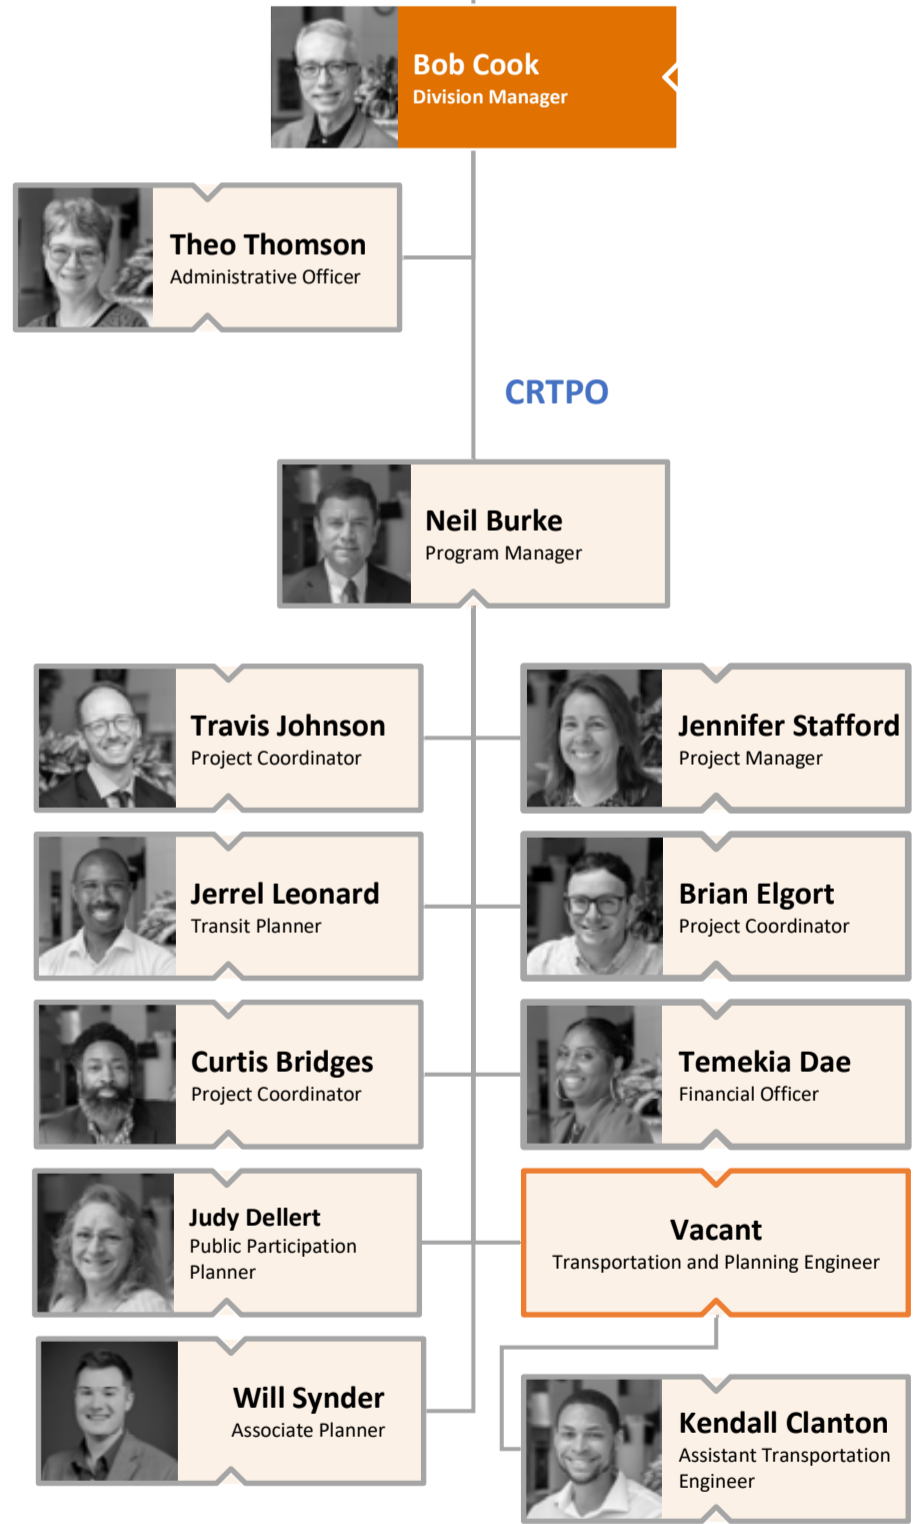 Bob Cook
Division Manager
Theo Thomson
Administrative Officer
CRTPO
Neil Burke
Program Manager
Travis Johnson
Project Coordinator
Jennifer Stafford
Project Manager
Jerrel Leonard
Transit Planner
Brian Elgort
Project Coordinator
Curtis Bridges
Project Coordinator
Temekia Dae
Financial Officer
Judy Dellert
Public Participation
Planner
Vacant
Transportation and Planning Engineer
Will Synder
Associate Planner
Kendall Clanton
Assistant Transportation
Engineer